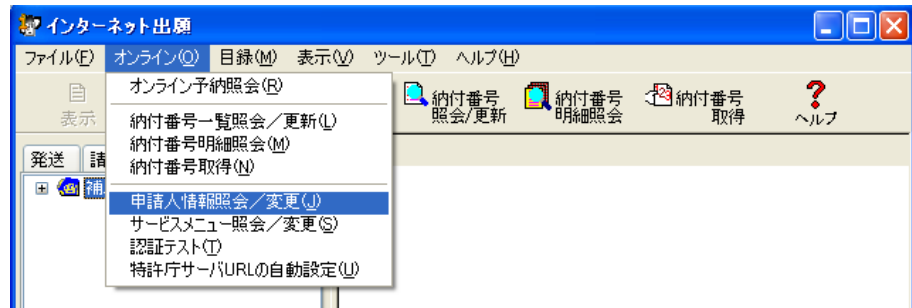 インターネット出願
ファイル(F) オンライン(O) 目録(M) 表示(V) ツール(T) ヘルプ(H)
表示
オンライン予納照会(R)
納付番号一覧照会／更新(L)
納付番号明細照会(M)
納付番号取得(N)
申請人情報照会／変更(J)
サービスメニュー照会／変更(S)
認証テスト(T)
特許庁サーバURLの自動設定(U)
納付番号
照会/更新
納付番号
明細照会
納付番号
取得
?
ヘルプ
発送 請
補